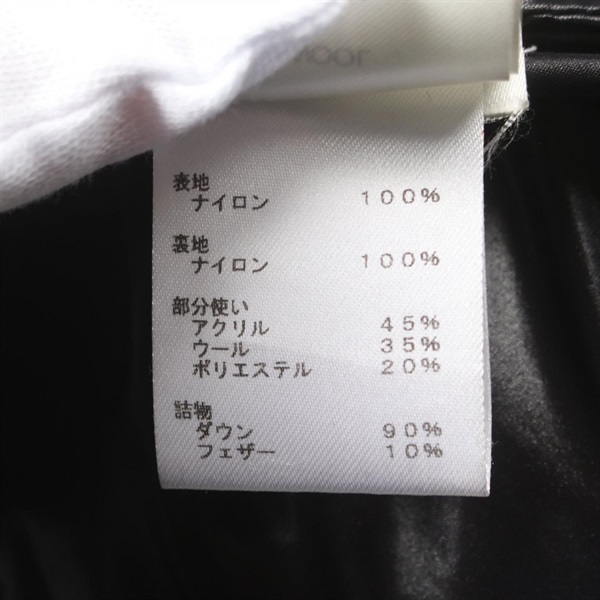 表地
ナイロン 100%
裏地
ナイロン 100%
部分使い
アクリル 45%
ウール 35%
ポリエステル 20%
詰物
ダウン 90%
フェザー 10%